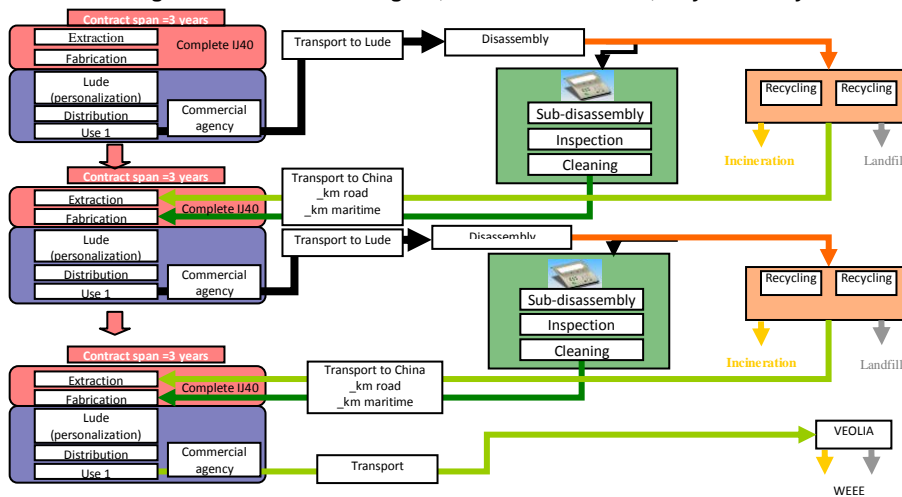 Contract span =3 years
Extraction
Complete IJ40
Fabrication
Lude
(personalization)
Distribution
Use 1
Commercial
agency
Transport to Lude
Disassembly
Sub-disassembly
Inspection
Cleaning
Recycling
Recycling
Incineration
Landfill
Contract span =3 years
Extraction
Complete IJ40
Fabrication
Transport to China
_km road
_km maritime
Lude
(personalization)
Distribution
Use 1
Commercial
agency
Transport to Lude
Disassembly
Sub-disassembly
Inspection
Cleaning
Recycling
Recycling
Incineration
Landfill
Contract span =3 years
Extraction
Complete IJ40
Fabrication
Transport to China
_km road
_km maritime
Lude
(personalization)
Distribution
Use 1
Commercial
agency
Transport
VEOLIA
WEEE